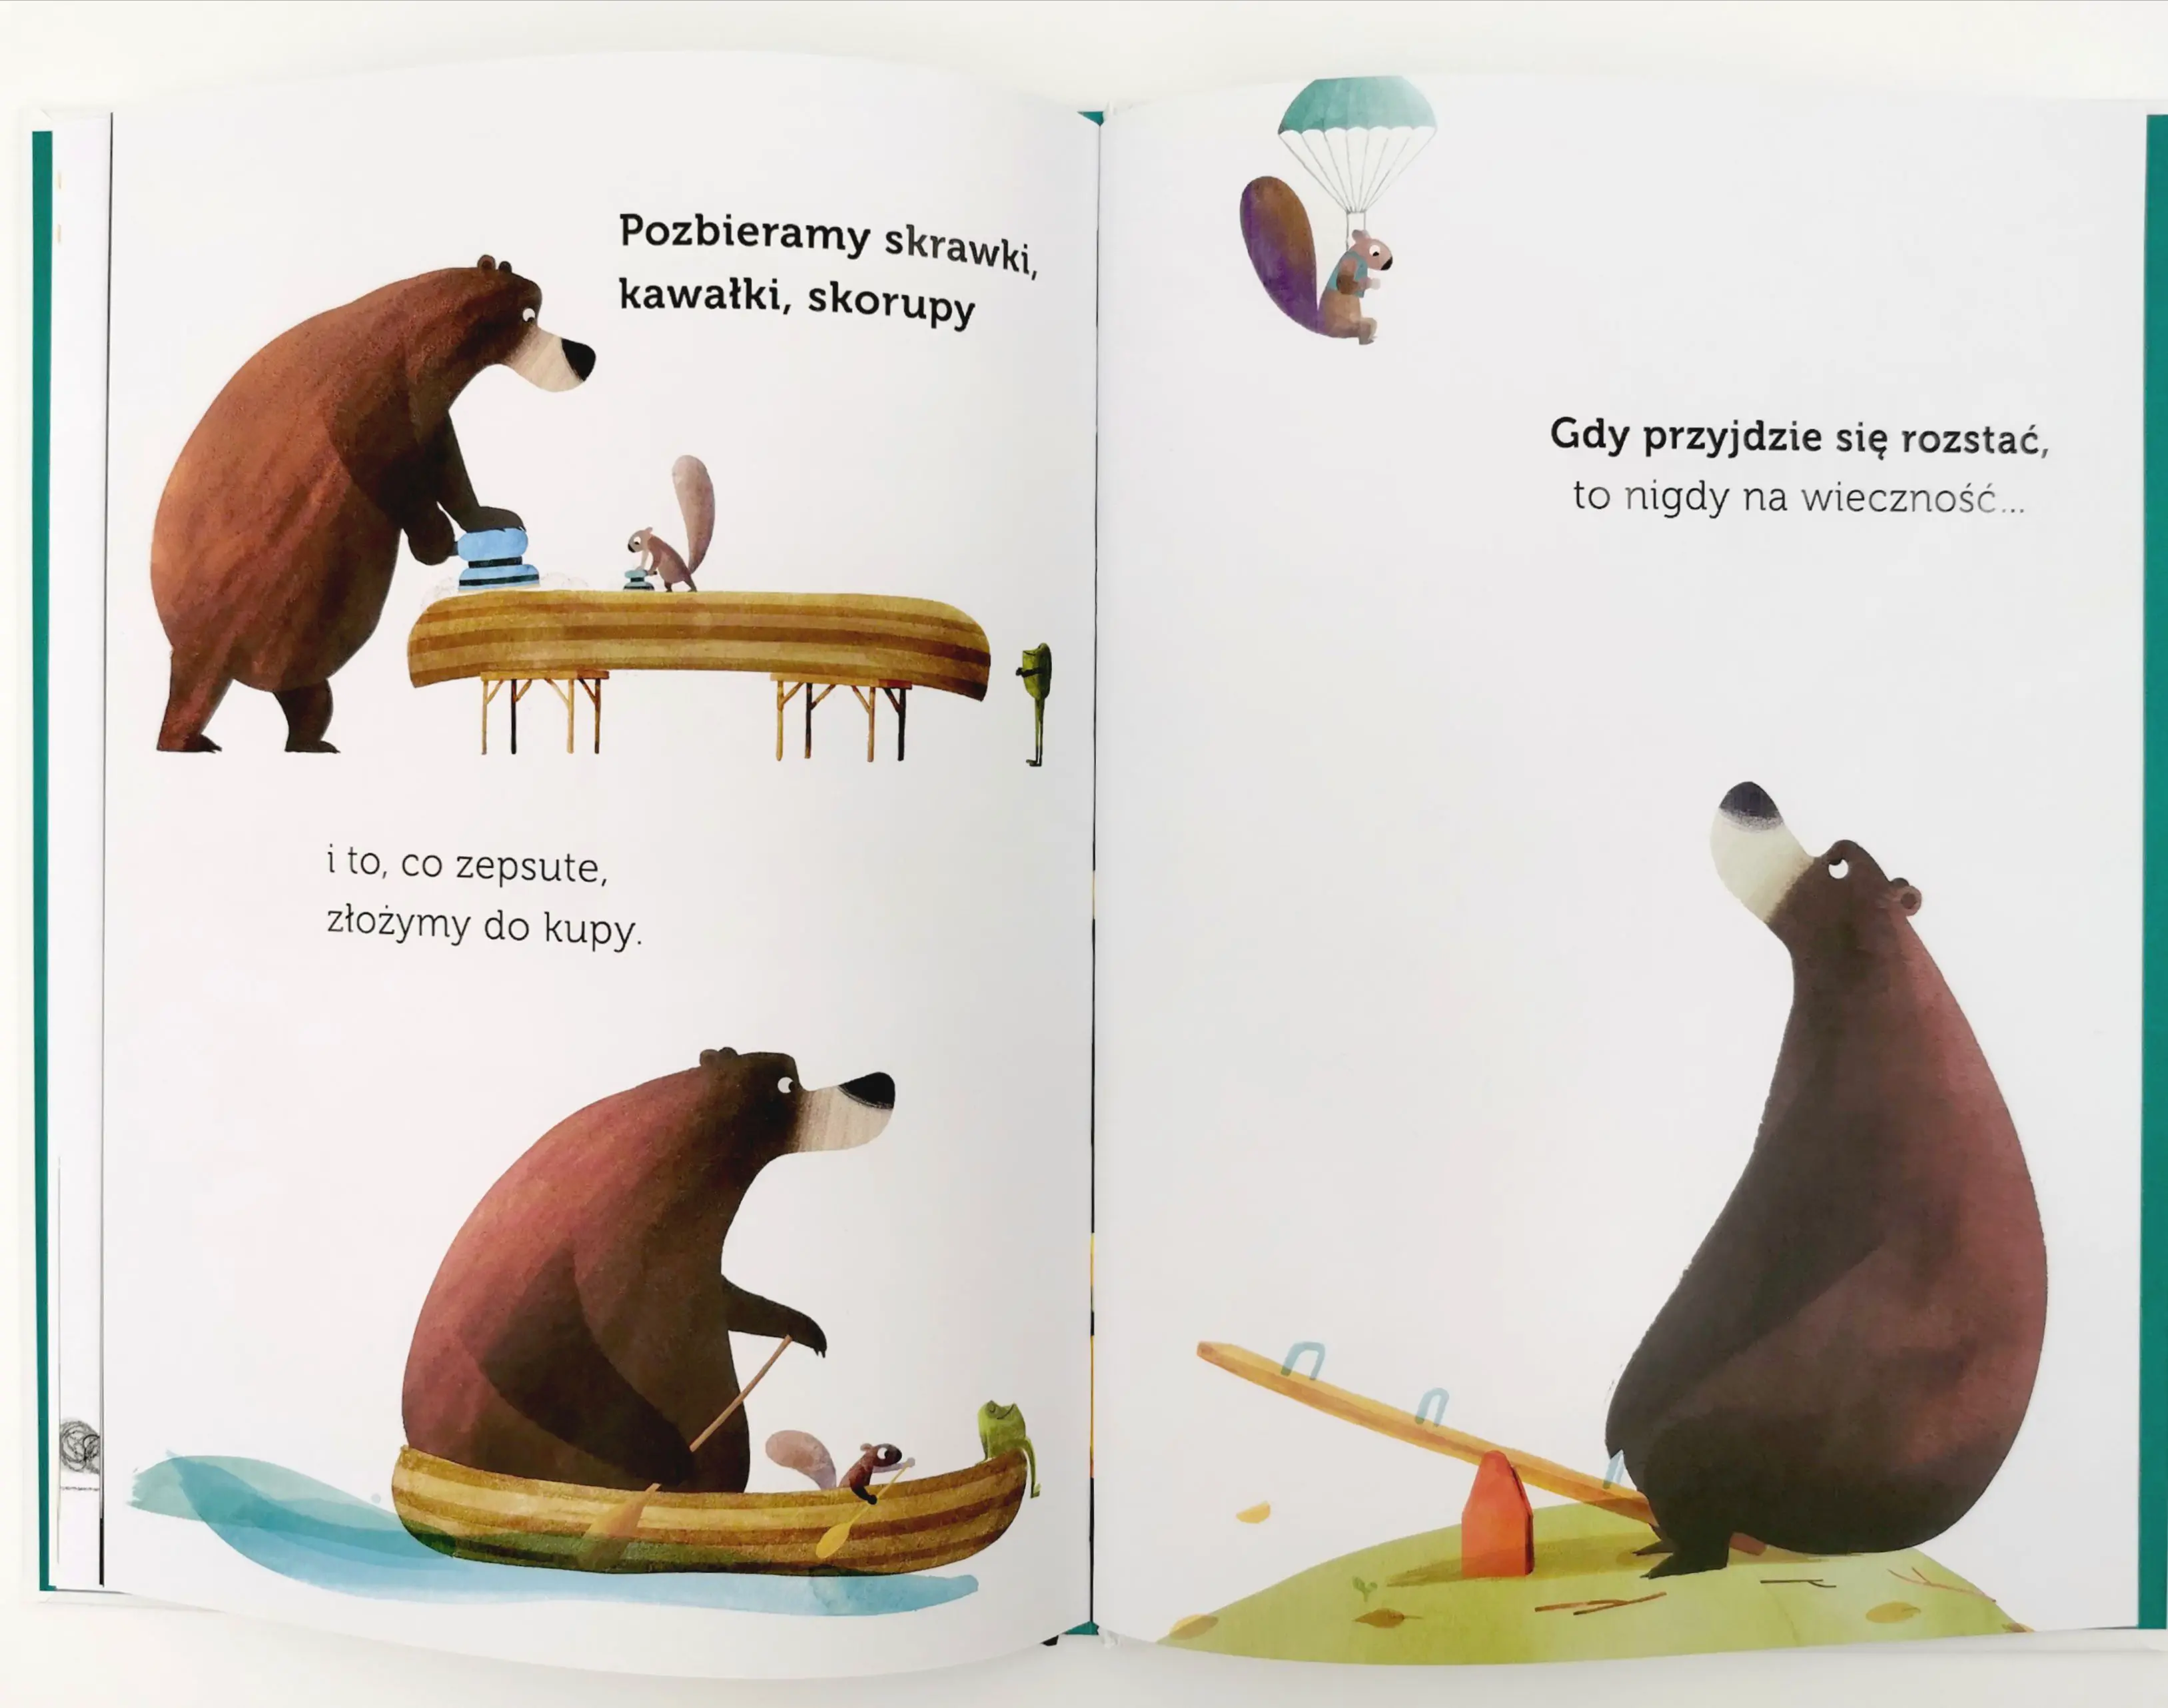 Pozbieramy skrawki,
kawałki, skorupy
i to, co zepsute,
złożymy do kupy.
Gdy przyjdzie się rozstać,
to nigdy na wieczność...